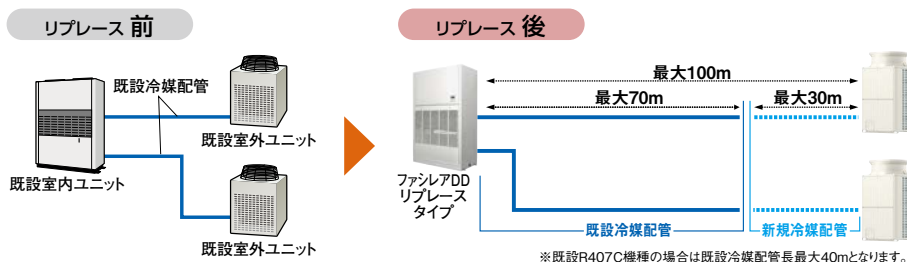 リプレース 前
既設冷媒配管
既設室外ユニット
既設室内ユニット
既設室外ユニット
リプレース 後
最大100m
最大70m
最大30m
ファシレアDD
リプレース
タイプ
既設冷媒配管
新規冷媒配管
※既設R407C機種の場合は既設冷媒配管長最大40mとなります。